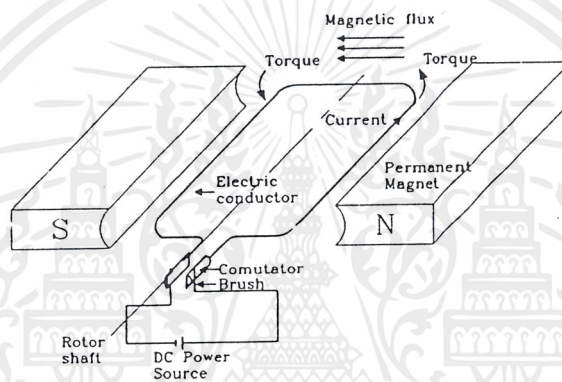 Magnetic flux
Torque
Torque
Current
Permanent
Magnet
Electric
conductor
S
N
Comutator
Brush
Rotor
shaft
DC Power
Source